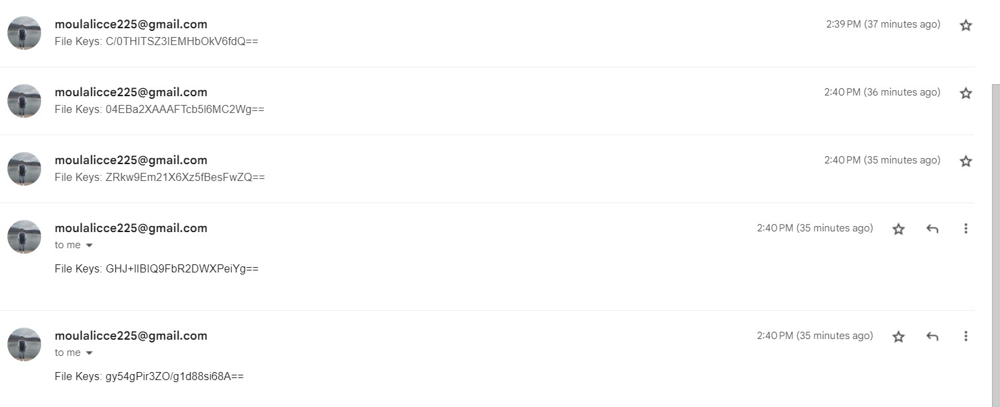 moulalicce225@gmail.com 2:39 PM (37 minutes ago)
File Keys: C/0THITSZ3IEMHbOkV6fdQ==
moulalicce225@gmail.com 2:40 PM (36 minutes ago)
File Keys: 04EBa2XAAAFTcb5l6MC2Wg==
moulalicce225@gmail.com 2:40 PM (35 minutes ago)
File Keys: ZRkw9Em21X6Xz5fBesFwZQ==
moulalicce225@gmail.com 2:40 PM (35 minutes ago)
to me
File Keys: GHJ+IIBIQ9FbR2DWXPeiYg==
moulalicce225@gmail.com 2:40 PM (35 minutes ago)
to me
File Keys: gy54gPir3ZO/g1d88si68A==